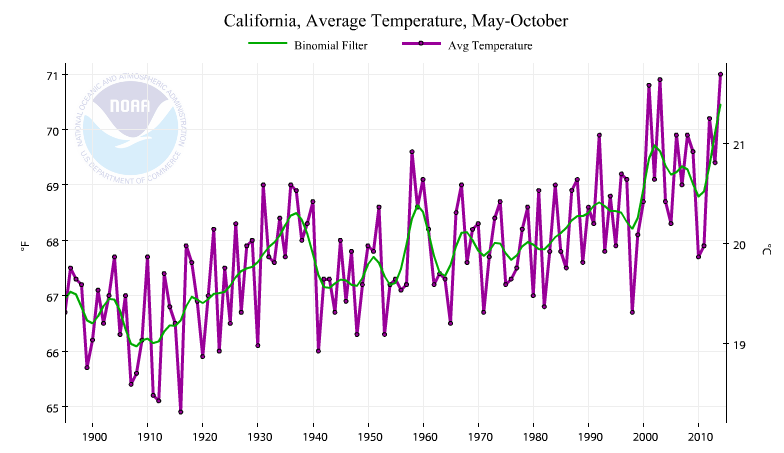 California, Average Temperature, May-October
Binomial Filter
Avg Temperature
71
70
69
68
67
66
65
°F
21
20
19
°C
1900
1910
1920
1930
1940
1950
1960
1970
1980
1990
2000
2010
NATIONAL OCEANIC AND ATMOSPHERIC ADMINISTRATION
NOAA
U.S. DEPARTMENT OF COMMERCE